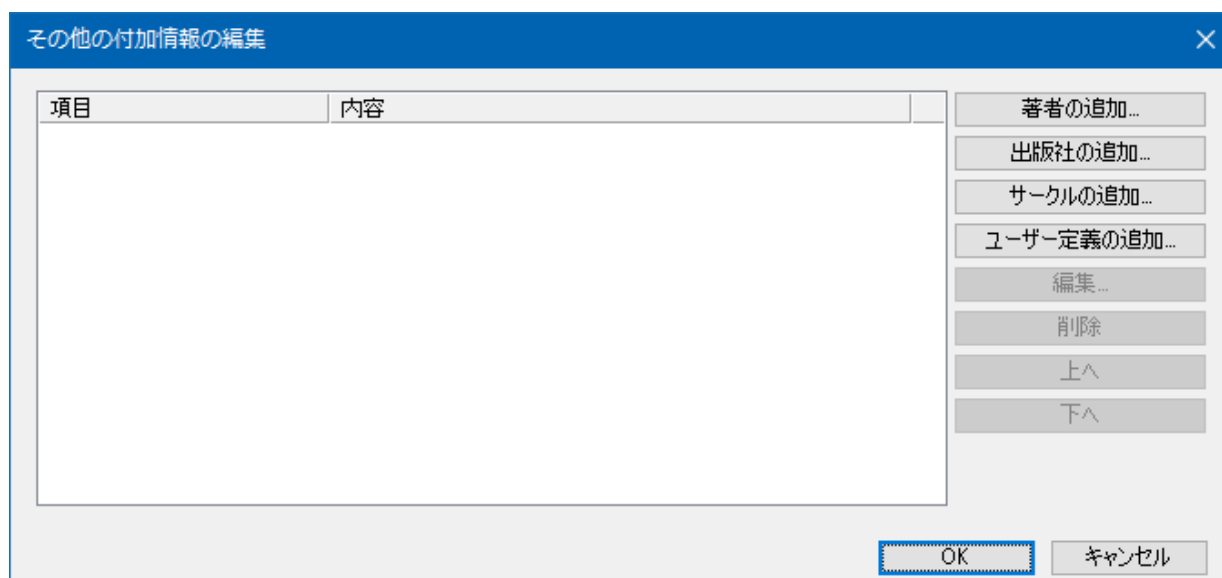 その他の付加情報の編集
項目 内容
著者の追加...
出版社の追加...
サークルの追加...
ユーザー定義の追加...
編集...
削除
上へ
下へ
OK キャンセル